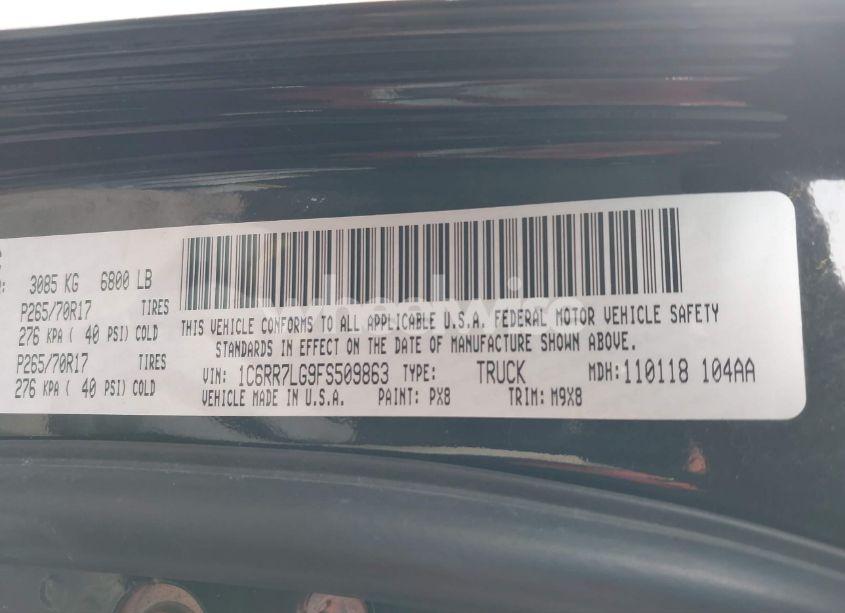 3085 KG 6800 LB
P265/70R17 TIRES
276 KPA ( 40 PSI) COLD
P265/70R17 TIRES
276 KPA ( 40 PSI) COLD
THIS VEHICLE CONFORMS TO ALL APPLICABLE U.S.A. FEDERAL MOTOR VEHICLE SAFETY
STANDARDS IN EFFECT ON THE DATE OF MANUFACTURE SHOWN ABOVE.
VIN: 1C6RR7LG9FS509863 TYPE: TRUCK MDH:110118 104AA
VEHICLE MADE IN U.S.A. PAINT: PX8 TRIM: M9X8
wheelwire